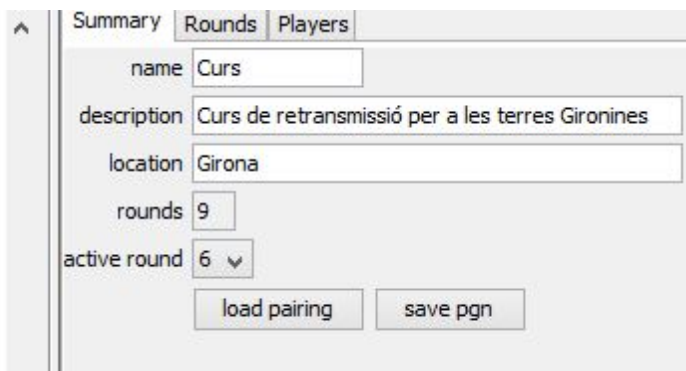 Summary Rounds Players
name Curs
description Curs de retransmissió per a les terres Gironines
location Girona
rounds 9
active round 6
load pairing save pgn